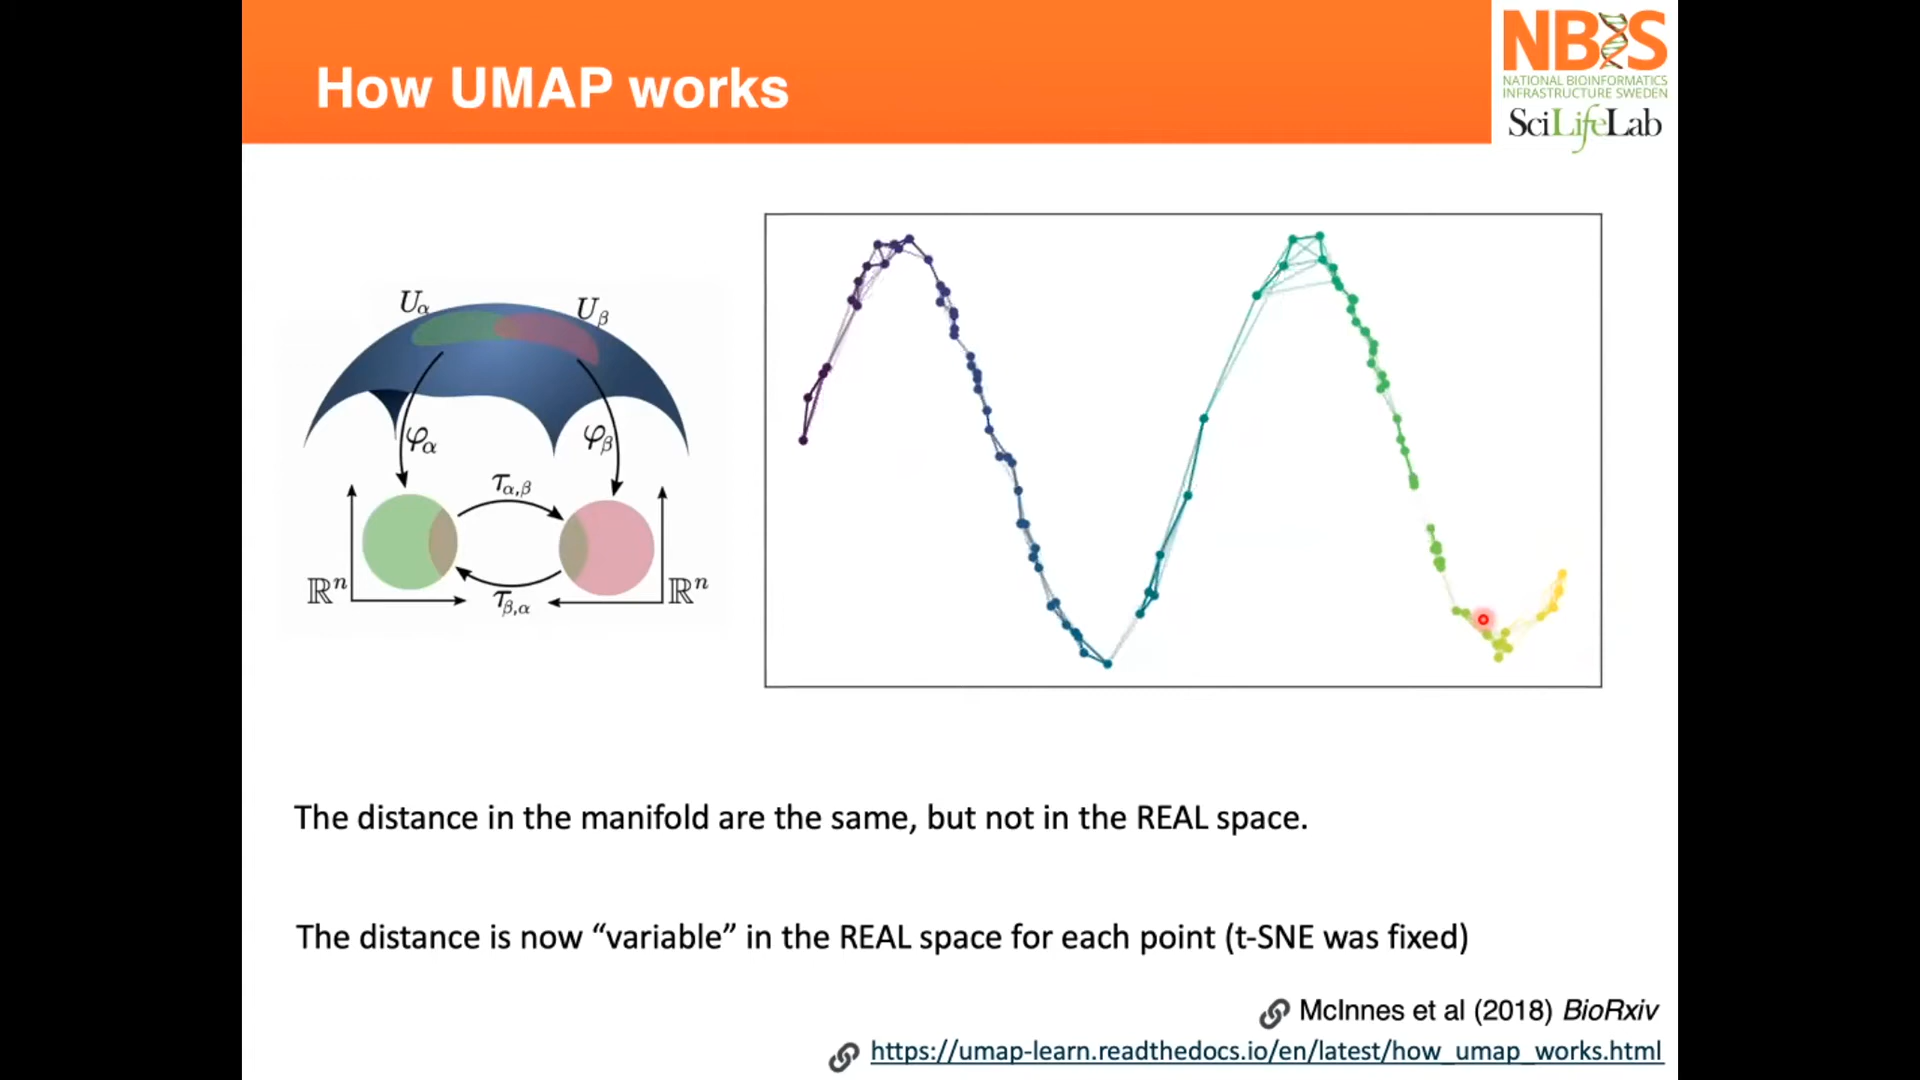 How UMAP works
NBIS
NATIONAL BIOINFORMATICS
INFRASTRUCTURE SWEDEN
SciLifeLab
Uα
Uβ
φα
φβ
τα,β
ℝⁿ
ℝⁿ
τβ,α
The distance in the manifold are the same, but not in the REAL space.
The distance is now “variable” in the REAL space for each point (t-SNE was fixed)
McInnes et al (2018) BioRxiv
https://umap-learn.readthedocs.io/en/latest/how_umap_works.html